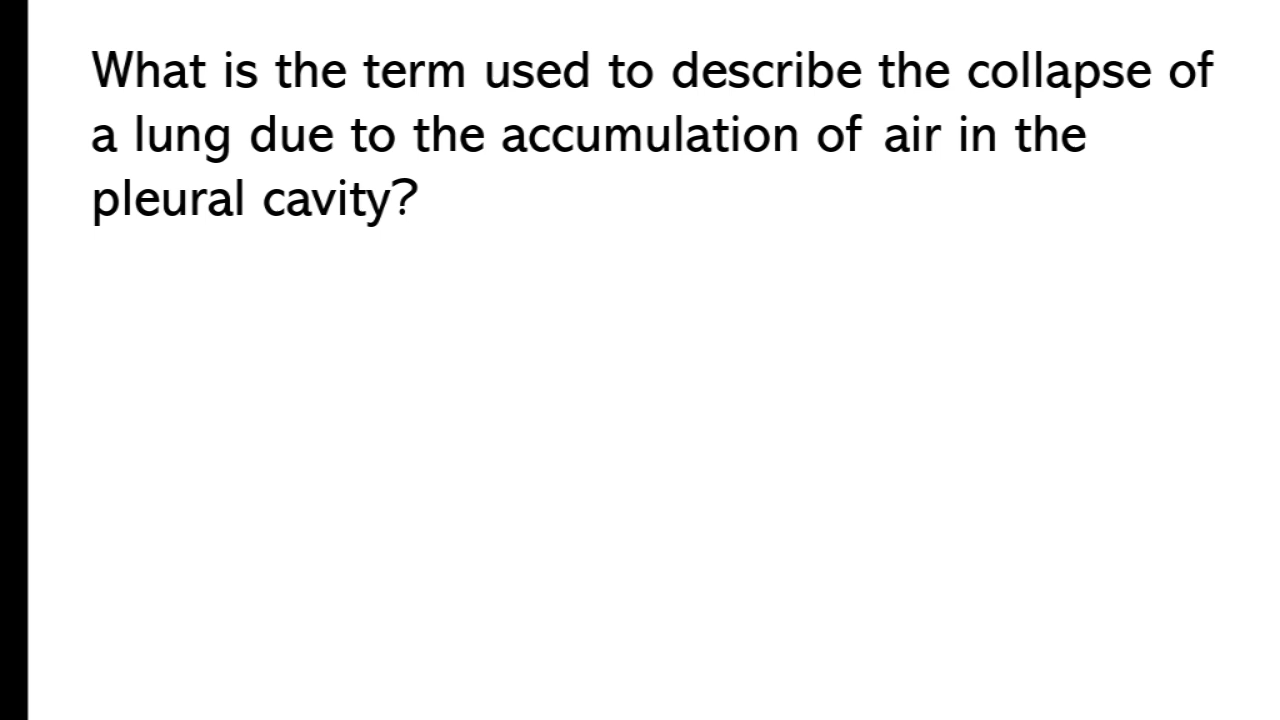 What is the term used to describe the collapse of
a lung due to the accumulation of air in the
pleural cavity?